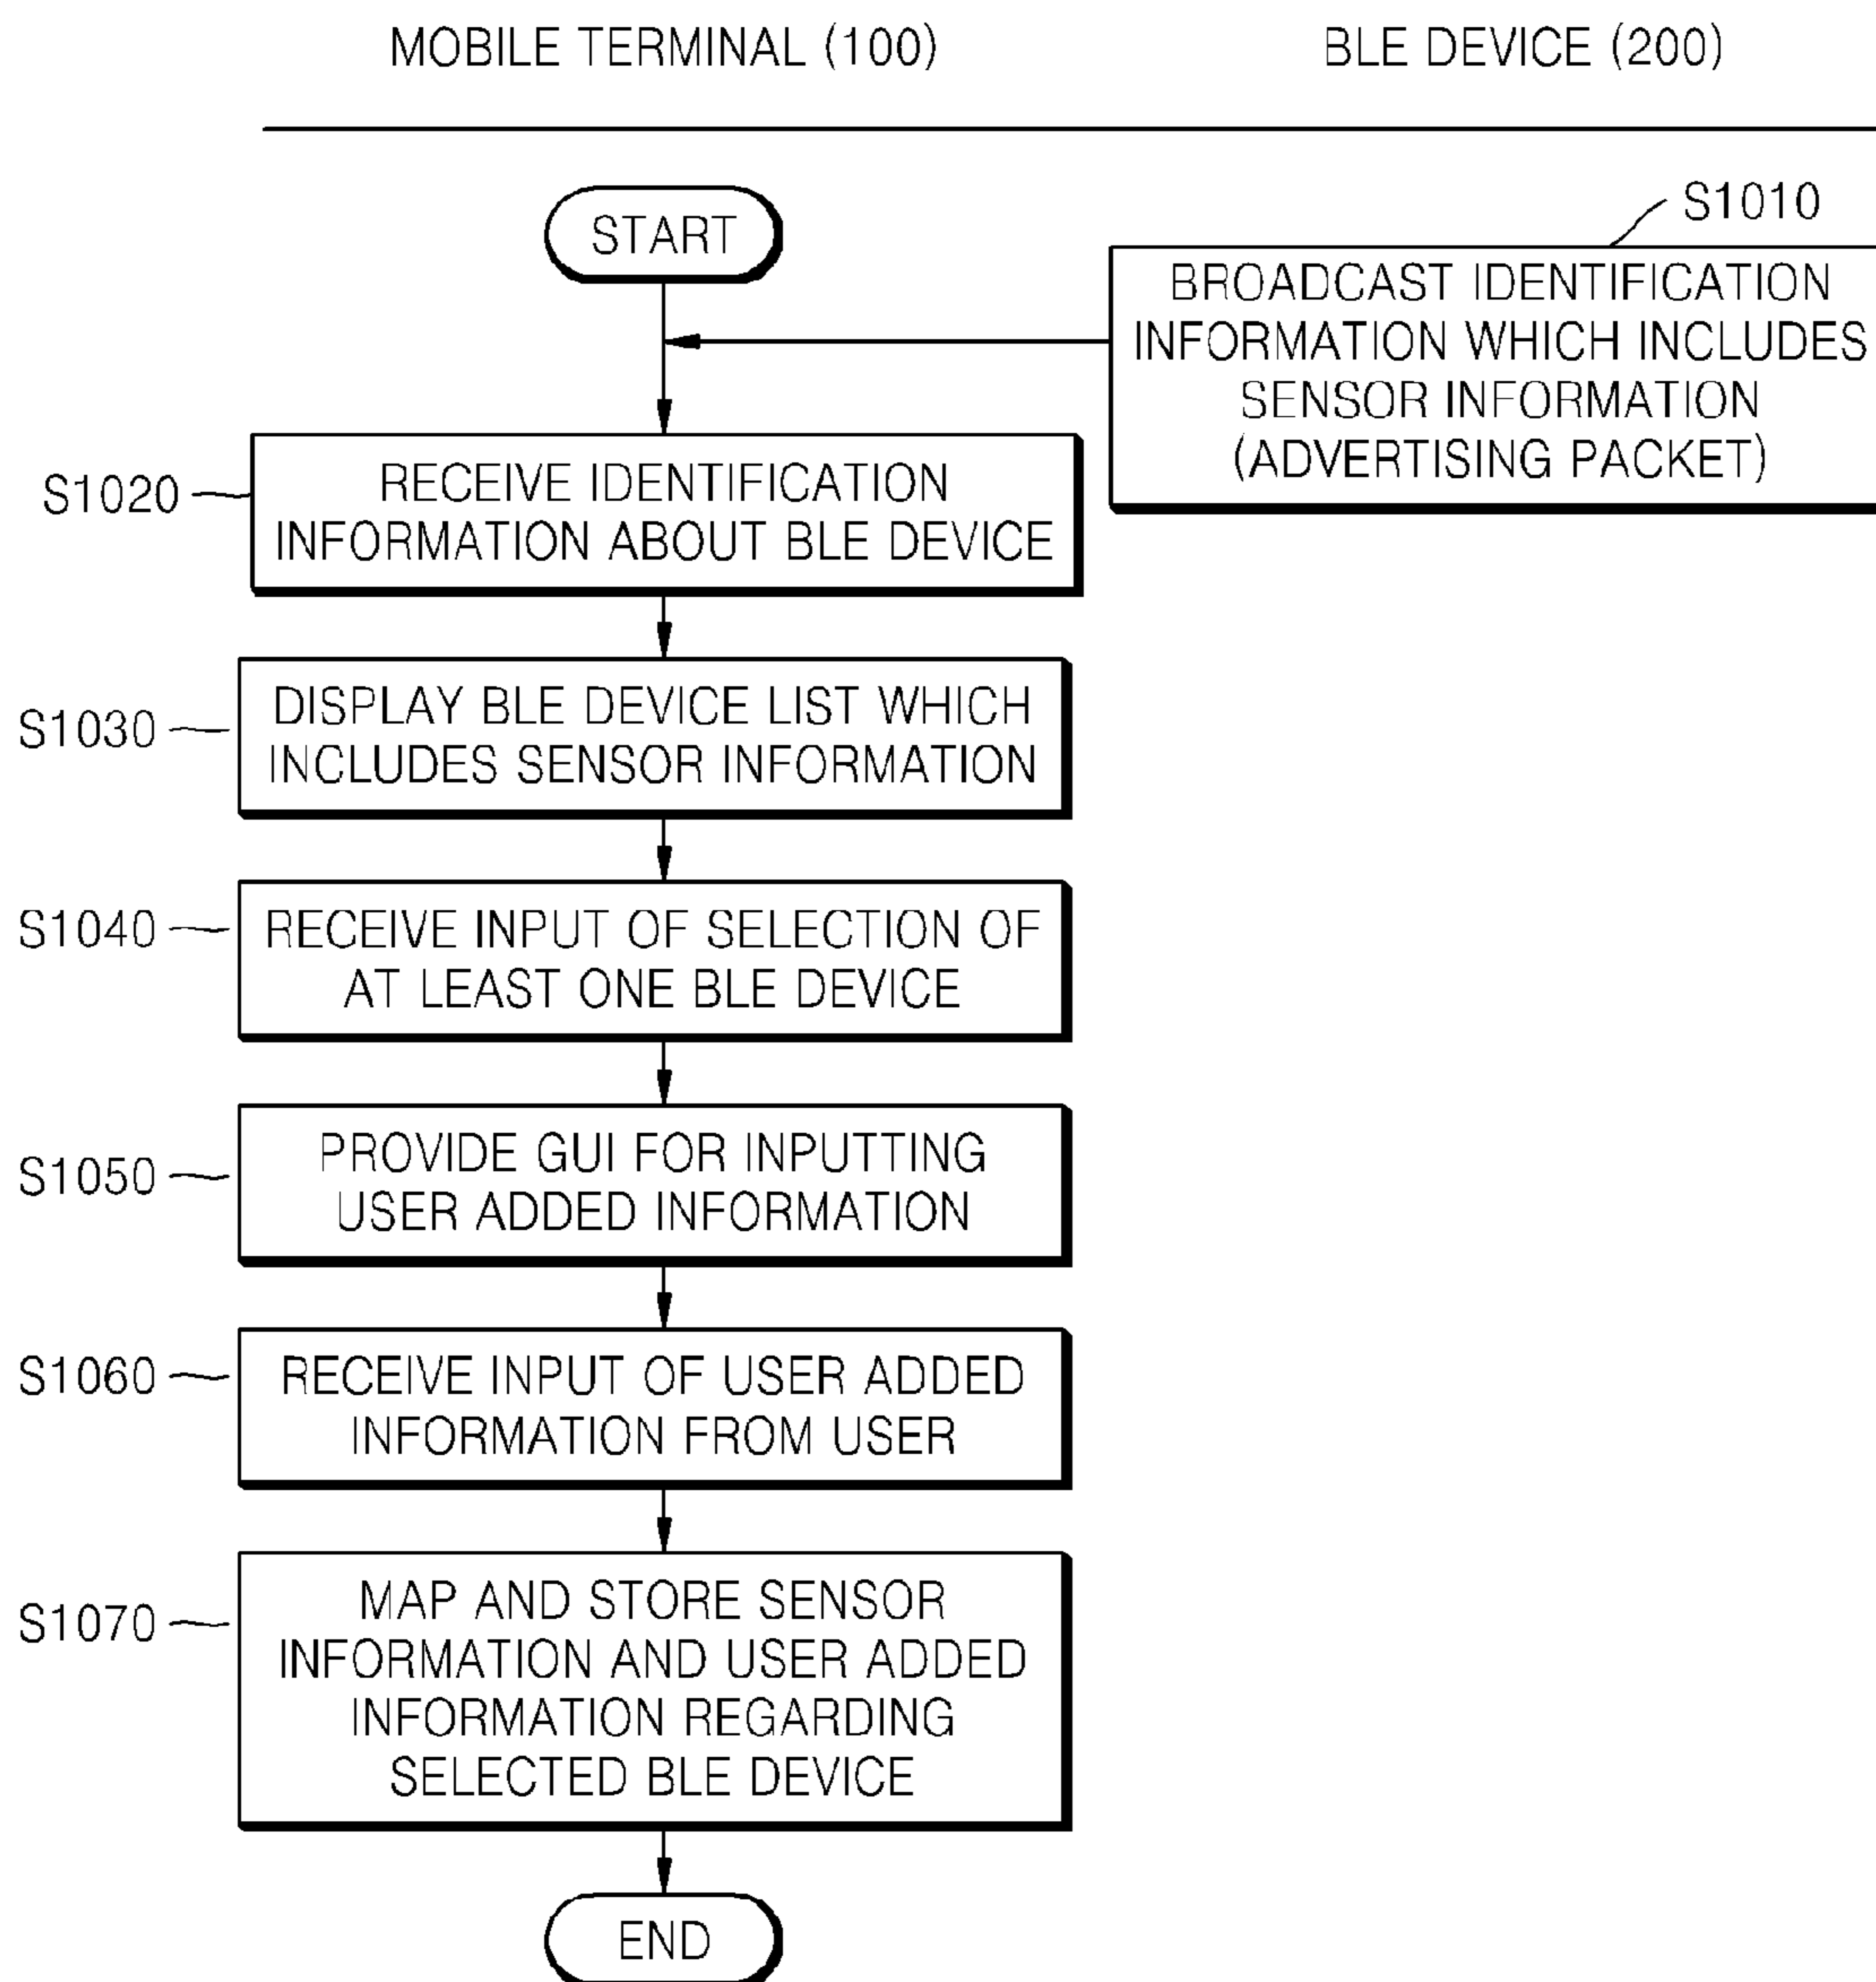 MOBILE TERMINAL (100)
BLE DEVICE (200)
START
S1010
BROADCAST IDENTIFICATION
INFORMATION WHICH INCLUDES
SENSOR INFORMATION
(ADVERTISING PACKET)
S1020
RECEIVE IDENTIFICATION
INFORMATION ABOUT BLE DEVICE
S1030
DISPLAY BLE DEVICE LIST WHICH
INCLUDES SENSOR INFORMATION
S1040
RECEIVE INPUT OF SELECTION OF
AT LEAST ONE BLE DEVICE
S1050
PROVIDE GUI FOR INPUTTING
USER ADDED INFORMATION
S1060
RECEIVE INPUT OF USER ADDED
INFORMATION FROM USER
S1070
MAP AND STORE SENSOR
INFORMATION AND USER ADDED
INFORMATION REGARDING
SELECTED BLE DEVICE
END